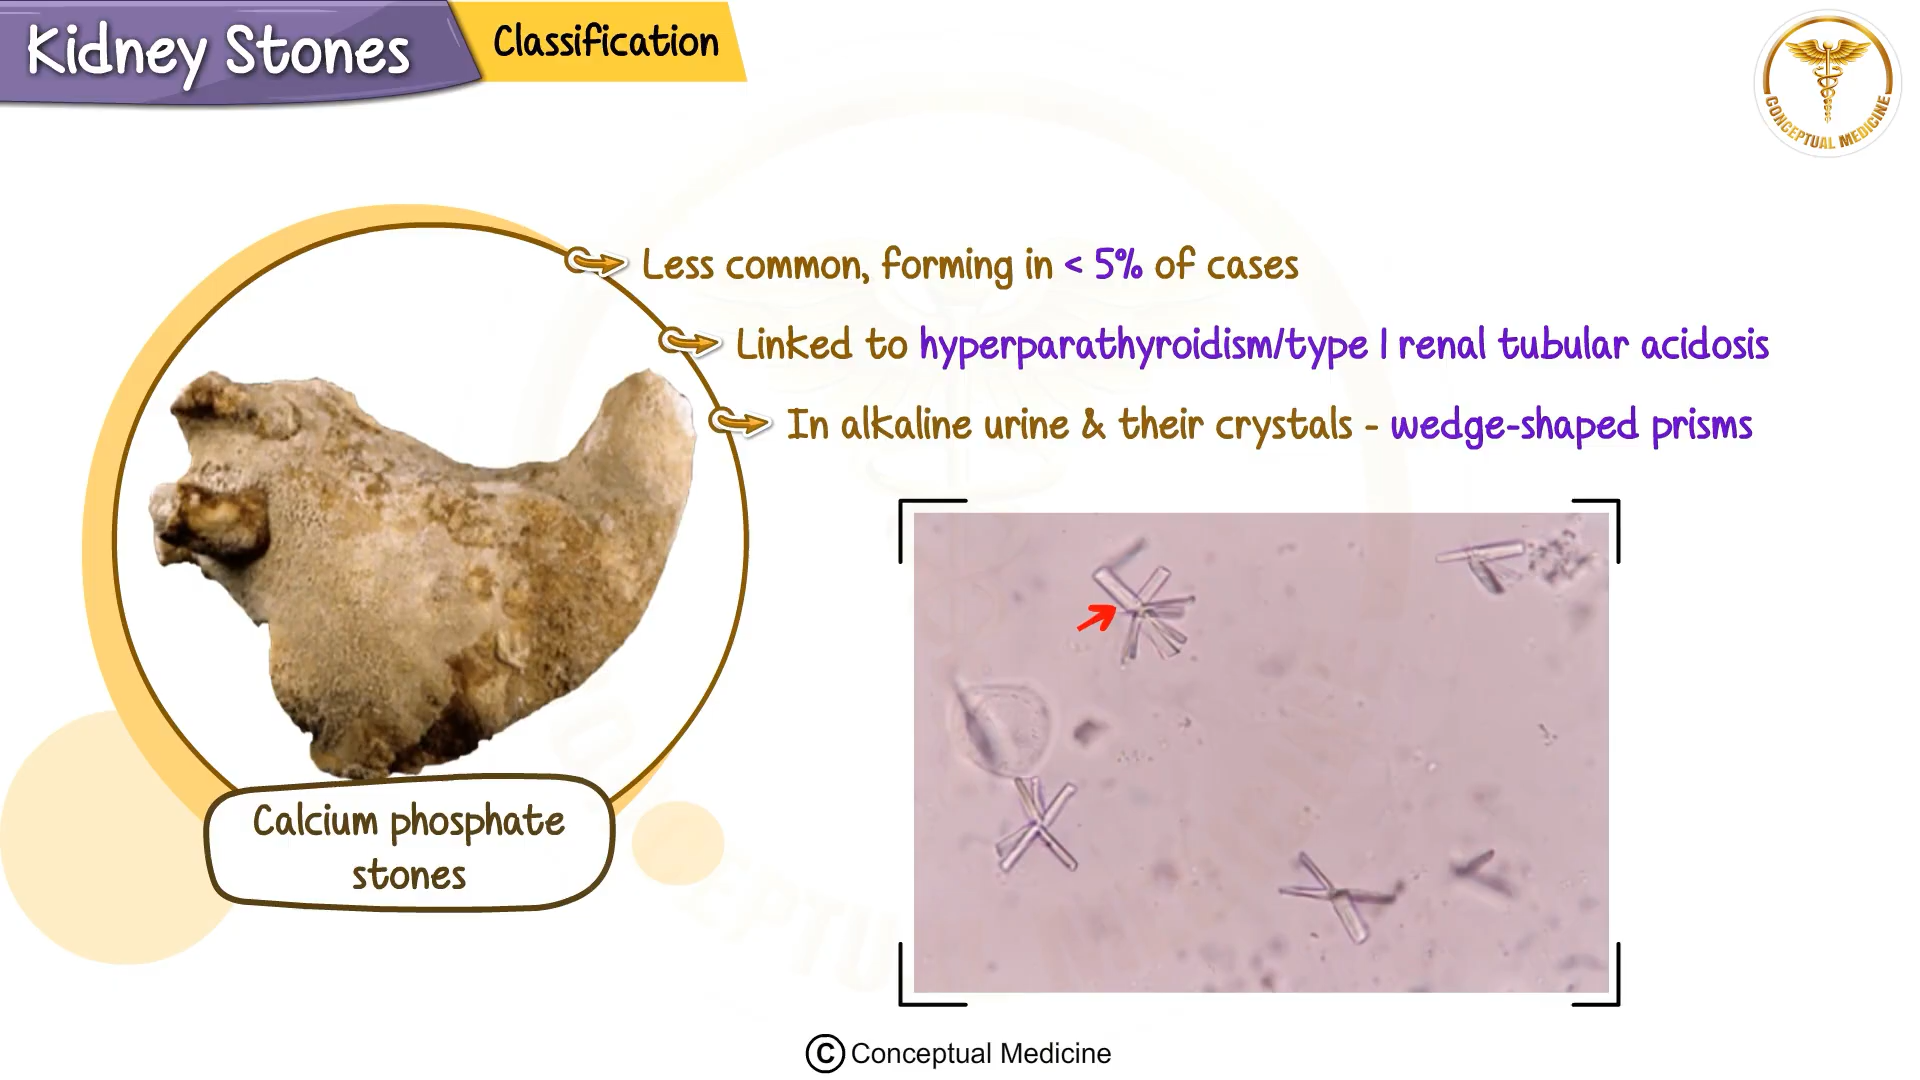 Kidney Stones
Classification
CONCEPTUAL MEDICINE
Less common, forming in < 5% of cases
Linked to hyperparathyroidism/type I renal tubular acidosis
In alkaline urine & their crystals - wedge-shaped prisms
Calcium phosphate
stones
© Conceptual Medicine